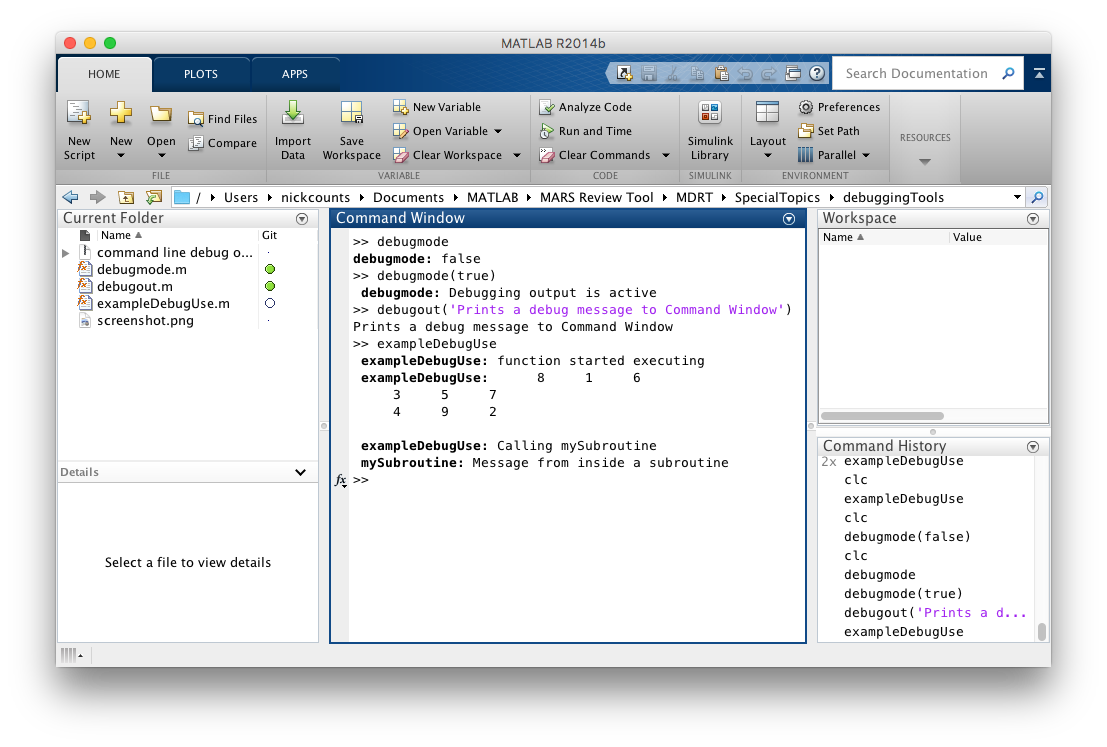 MATLAB R2014b
HOME PLOTS APPS
Search Documentation
New Script
New
Open
Find Files
Compare
FILE
Import Data
Save Workspace
New Variable
Open Variable
Clear Workspace
VARIABLE
Analyze Code
Run and Time
Clear Commands
CODE
Simulink Library
SIMULINK
Layout
Preferences
Set Path
Parallel
ENVIRONMENT
RESOURCES
/ Users nickcounts Documents MATLAB MARS Review Tool MDRT SpecialTopics debuggingTools
Current Folder
Name Git
command line debug o...
debugmode.m
debugout.m
exampleDebugUse.m
screenshot.png
Details
Select a file to view details
Command Window
>> debugmode
debugmode: false
>> debugmode(true)
debugmode: Debugging output is active
>> debugout('Prints a debug message to Command Window')
Prints a debug message to Command Window
>> exampleDebugUse
exampleDebugUse: function started executing
exampleDebugUse: 8 1 6
3 5 7
4 9 2
exampleDebugUse: Calling mySubroutine
mySubroutine: Message from inside a subroutine
fx >>
Workspace
Name Value
Command History
2x exampleDebugUse
clc
exampleDebugUse
clc
debugmode(false)
clc
debugmode
debugmode(true)
debugout('Prints a d...
exampleDebugUse